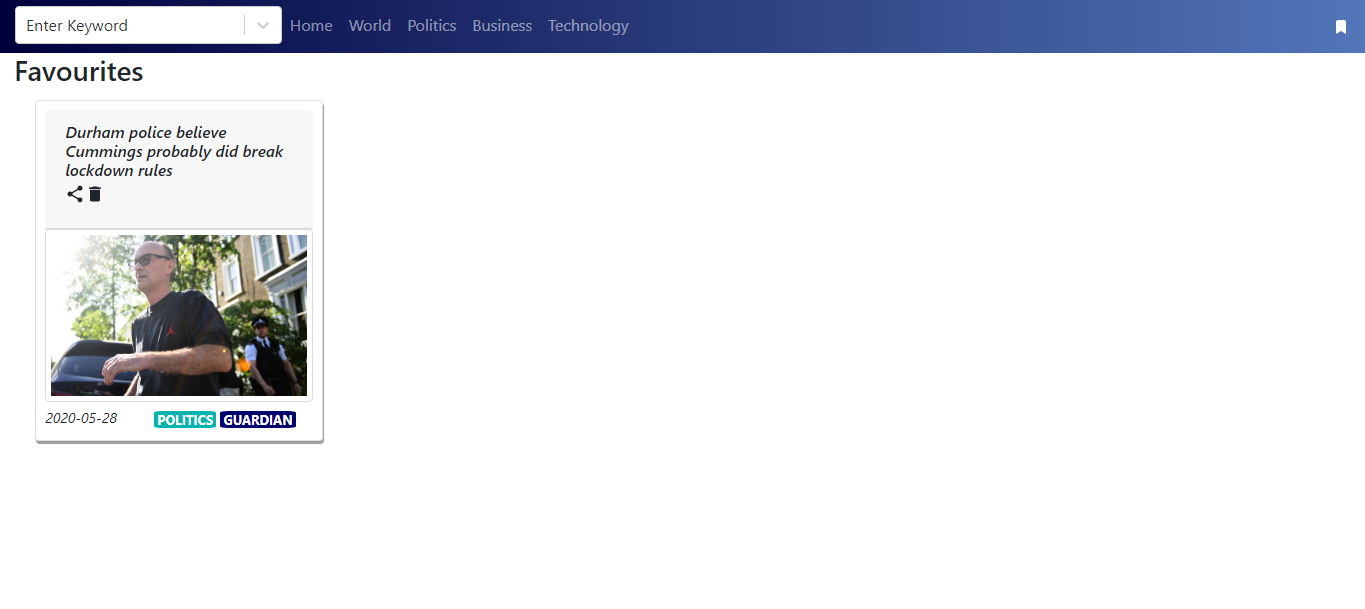 Enter Keyword Home World Politics Business Technology
Favourites
Durham police believe
Cummings probably did break
lockdown rules
2020-05-28 POLITICS GUARDIAN